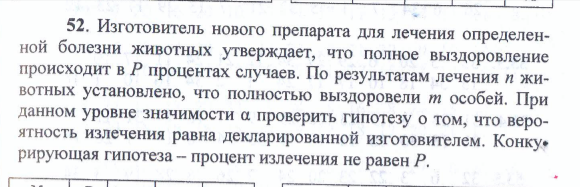 52. Изготовитель нового препарата для лечения определен-
ной болезни животных утверждает, что полное выздоровление
происходит в P процентах случаев. По результатам лечения n жи-
вотных установлено, что полностью выздоровели m особей. При
данном уровне значимости α проверить гипотезу о том, что веро-
ятность излечения равна декларированной изготовителем. Конку-
рирующая гипотеза – процент излечения не равен P.